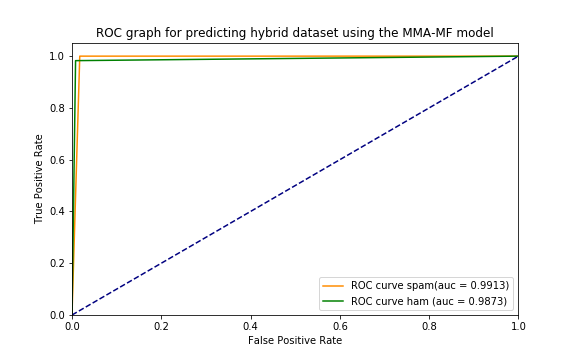 ROC graph for predicting hybrid dataset using the MMA-MF model
1.0
0.8
0.6
0.4
0.2
0.0
True Positive Rate
ROC curve spam(auc = 0.9913)
ROC curve ham (auc = 0.9873)
0.0 0.2 0.4 0.6 0.8 1.0
False Positive Rate